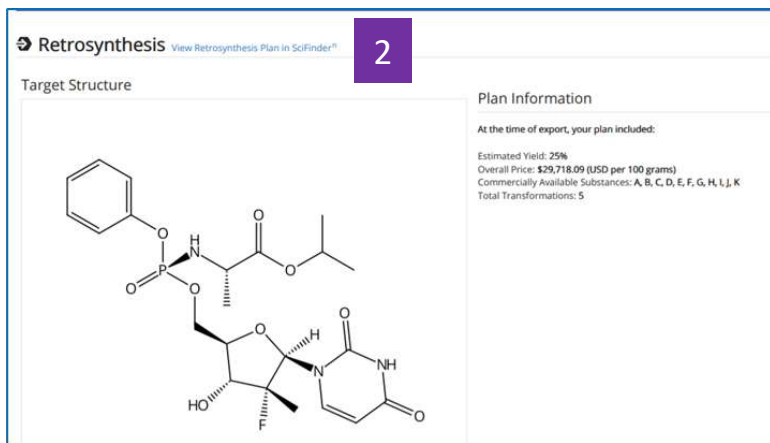 Retrosynthesis View Retrosynthesis Plan in SciFinderⁿ
2
Target Structure
Plan Information
At the time of export, your plan included:
Estimated Yield: 25%
Overall Price: $29,718.09 (USD per 100 grams)
Commercially Available Substances: A, B, C, D, E, F, G, H, I, J, K
Total Transformations: 5
O
O
H
N
P
O
O
O
O
H
O
N
NH
HO
F
O